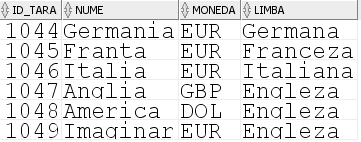 ID_TARA NUME MONEDA LIMBA
1044 Germania EUR Germana
1045 Franta EUR Franceza
1046 Italia EUR Italiana
1047 Anglia GBP Engleza
1048 America DOL Engleza
1049 Imaginar EUR Engleza